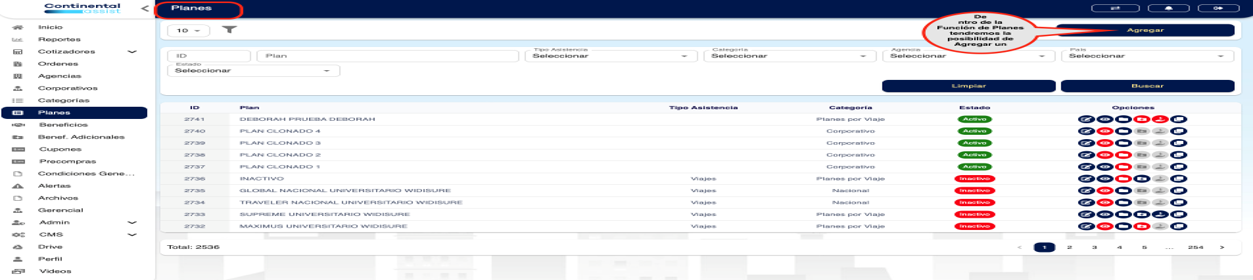 Continental
assist
<
Planes
Inicio
Reportes
Cotizadores
Ordenes
Agencias
Corporativos
Categorías
Planes
Beneficios
Benef. Adicionales
Cupones
Precompras
Condiciones Gene...
Alertas
Archivos
Gerencial
Admin
CMS
Drive
Perfil
Videos
10
De
ntro de la
Función de Planes
tendremos la
posibilidad de
Agregar un
Agregar
ID
Plan
Tipo Asistencia
Seleccionar
Categoría
Seleccionar
Agencia
Seleccionar
País
Seleccionar
Estado
Seleccionar
Limpiar
Buscar
ID Plan Tipo Asistencia Categoría Estado Opciones
2741 DEBORAH PRUEBA DEBORAH Planes por Viaje Activo
2740 PLAN CLONADO 4 Corporativo Activo
2739 PLAN CLONADO 3 Corporativo Activo
2738 PLAN CLONADO 2 Corporativo Activo
2737 PLAN CLONADO 1 Corporativo Activo
2736 INACTIVO Viajes Planes por Viaje Inactivo
2735 GLOBAL NACIONAL UNIVERSITARIO WIDISURE Viajes Nacional Inactivo
2734 TRAVELER NACIONAL UNIVERSITARIO WIDISURE Viajes Nacional Inactivo
2733 SUPREME UNIVERSITARIO WIDISURE Viajes Planes por Viaje Inactivo
2732 MAXIMUS UNIVERSITARIO WIDISURE Viajes Planes por Viaje Inactivo
Total: 2536
< 1 2 3 4 5 ... 254 >